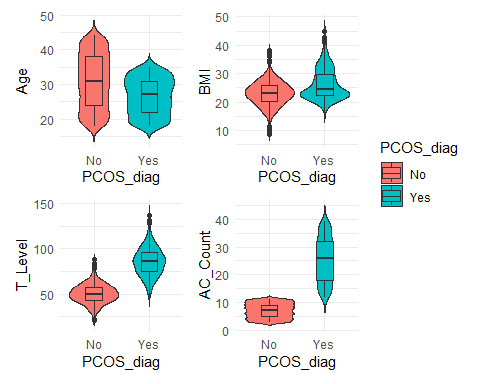 50
40
30
20
Age
No Yes
PCOS_diag
50
40
30
20
10
BMI
No Yes
PCOS_diag
150
100
50
T_Level
No Yes
PCOS_diag
40
30
20
10
0
AC_Count
No Yes
PCOS_diag
PCOS_diag
No
Yes